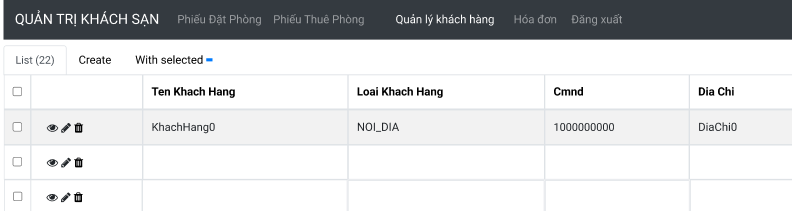 QUẢN TRỊ KHÁCH SẠN Phiếu Đặt Phòng Phiếu Thuê Phòng Quản lý khách hàng Hóa đơn Đăng xuất
List (22) Create With selected
Ten Khach Hang Loai Khach Hang Cmnd Dia Chi
KhachHang0 NOI_DIA 1000000000 DiaChi0